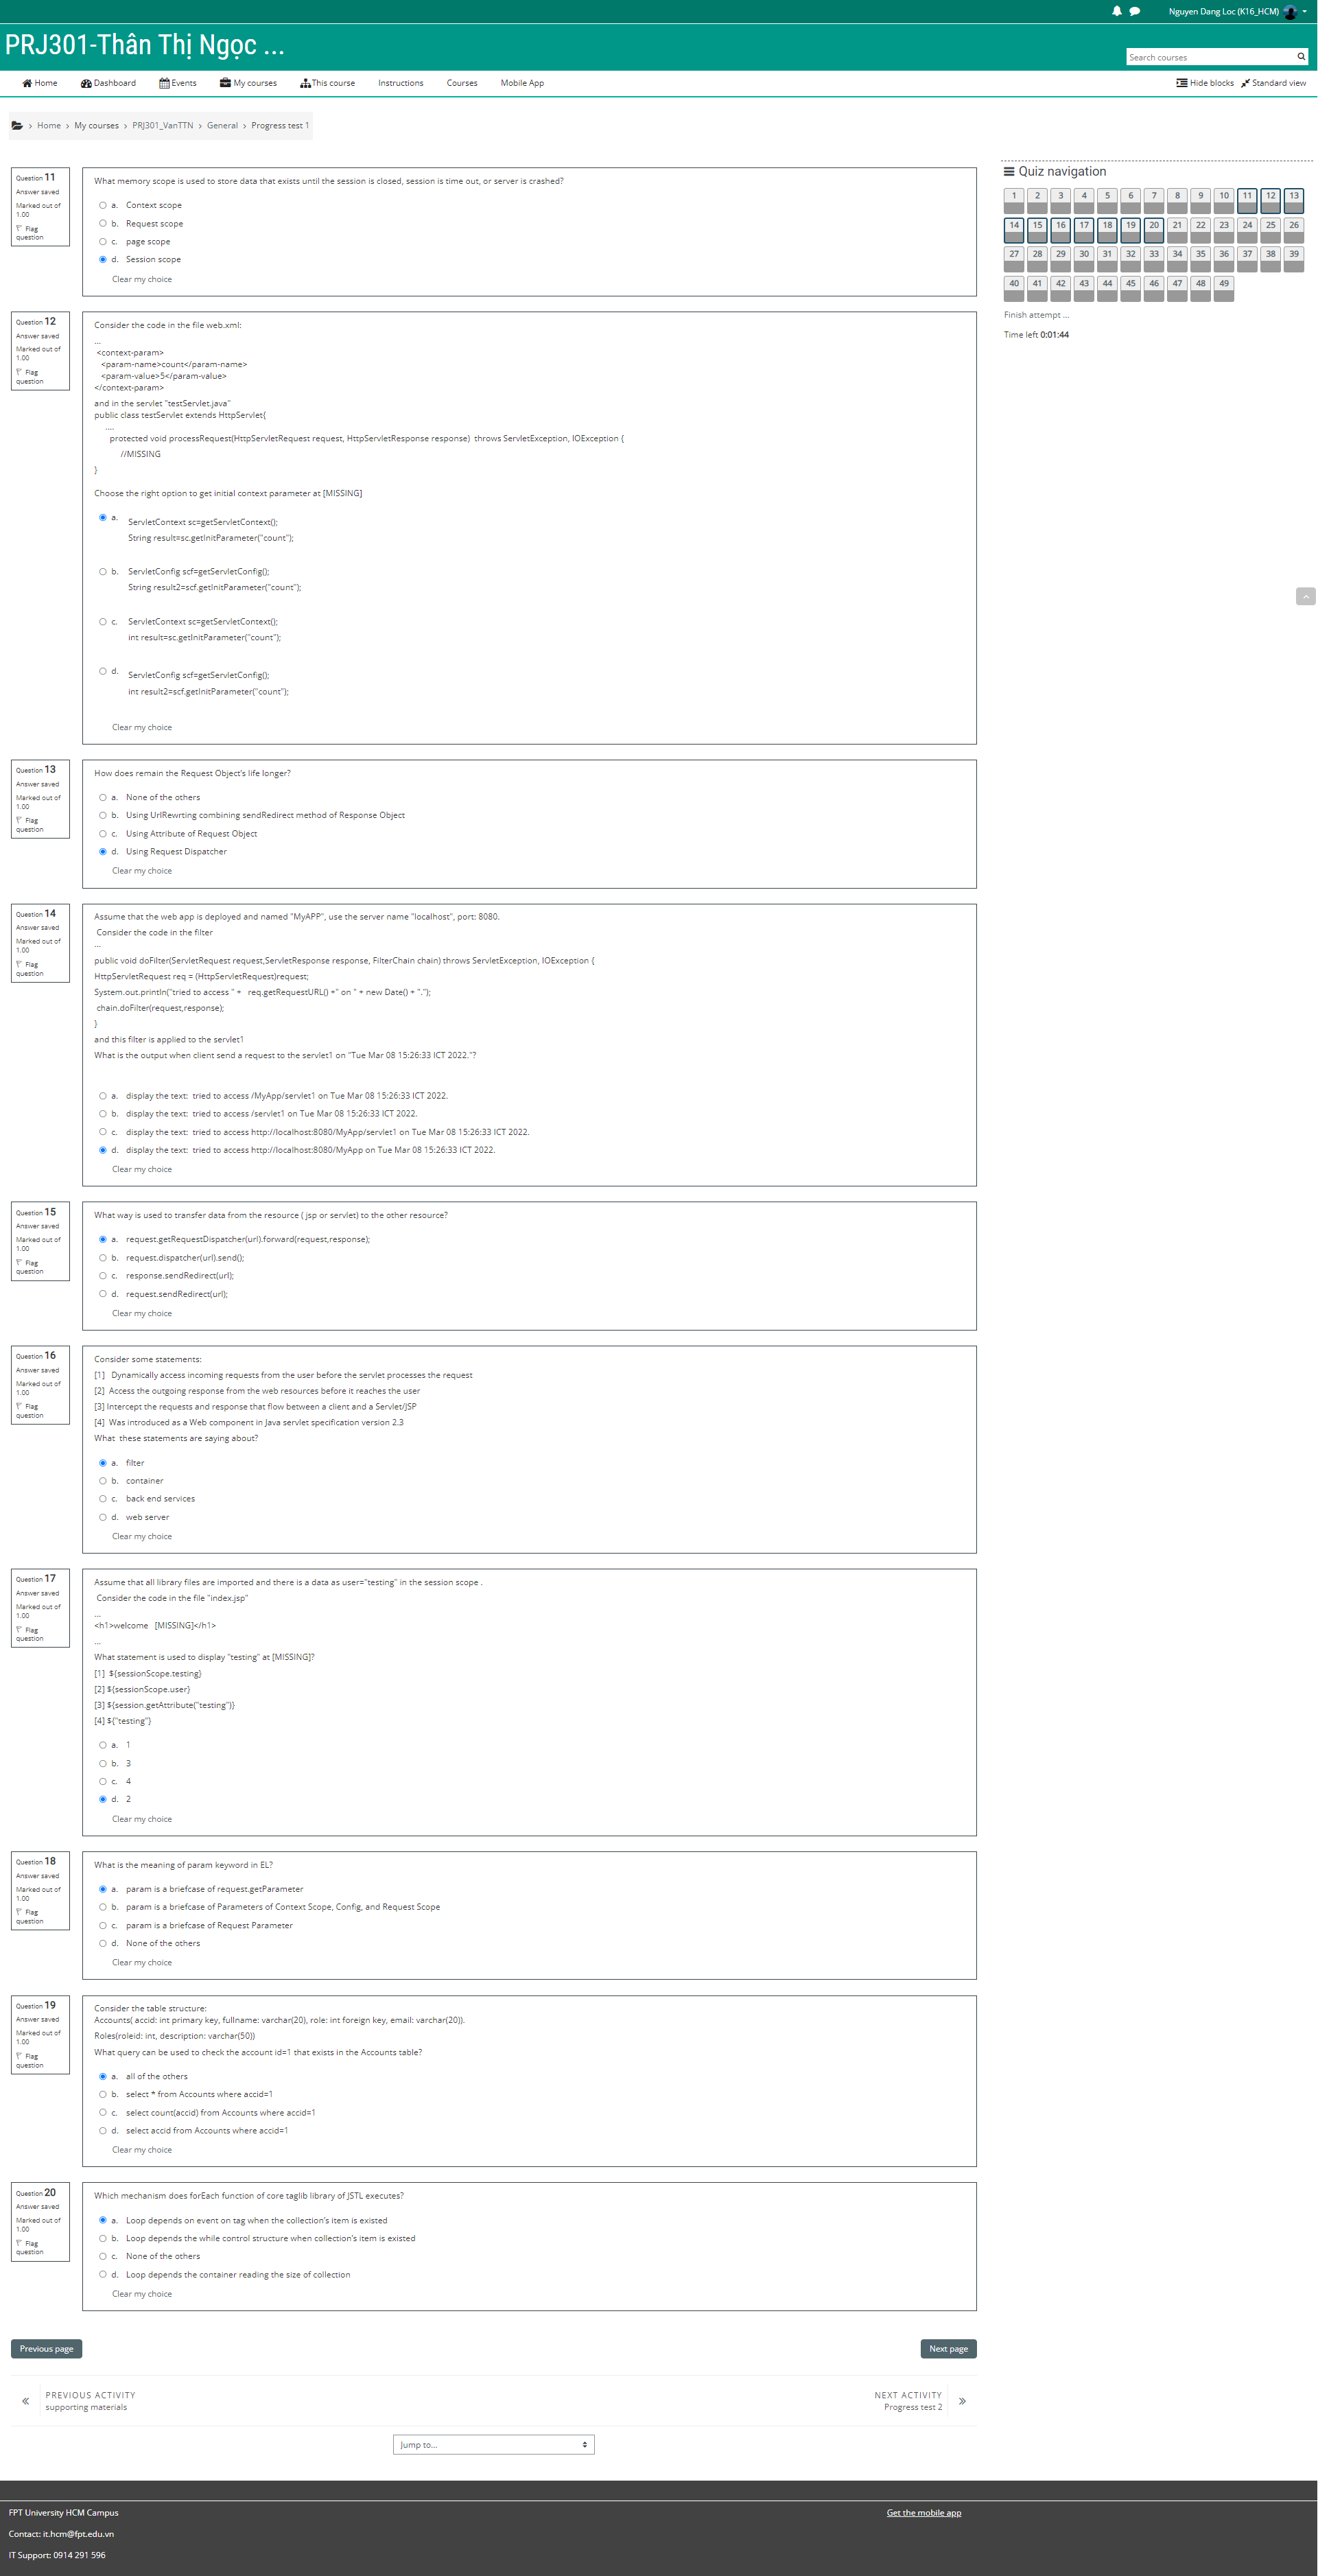 Nguyen Dang Loc (K16_HCM)
PRJ301-Thân Thị Ngọc ...
Search courses
Home
Dashboard
Events
My courses
This course
Instructions
Courses
Mobile App
Hide blocks
Standard view
Home › My courses › PRJ301_VanTTN › General › Progress test 1
Question 11
Answer saved
Marked out of
1.00
Flag
question
What memory scope is used to store data that exists until the session is closed, session is time out, or server is crashed?
a. Context scope
b. Request scope
c. page scope
d. Session scope
Clear my choice
Question 12
Answer saved
Marked out of
1.00
Flag
question
Consider the code in the file web.xml:
...
<context-param>
<param-name>count</param-name>
<param-value>5</param-value>
</context-param>
and in the servlet "testServlet.java"
public class testServlet extends HttpServlet{
....
protected void processRequest(HttpServletRequest request, HttpServletResponse response) throws ServletException, IOException {
//MISSING
}
Choose the right option to get initial context parameter at [MISSING]
a. ServletContext sc=getServletContext();
String result=sc.getInitParameter("count");
b. ServletConfig scf=getServletConfig();
String result2=scf.getInitParameter("count");
c. ServletContext sc=getServletContext();
int result=sc.getInitParameter("count");
d. ServletConfig scf=getServletConfig();
int result2=scf.getInitParameter("count");
Clear my choice
Question 13
Answer saved
Marked out of
1.00
Flag
question
How does remain the Request Object's life longer?
a. None of the others
b. Using UrlRewrting combining sendRedirect method of Response Object
c. Using Attribute of Request Object
d. Using Request Dispatcher
Clear my choice
Question 14
Answer saved
Marked out of
1.00
Flag
question
Assume that the web app is deployed and named "MyAPP", use the server name "localhost", port: 8080.
Consider the code in the filter
...
public void doFilter(ServletRequest request,ServletResponse response, FilterChain chain) throws ServletException, IOException {
HttpServletRequest req = (HttpServletRequest)request;
System.out.println("tried to access " + req.getRequestURL() +" on " + new Date() + ".");
chain.doFilter(request,response);
}
and this filter is applied to the servlet1
What is the output when client send a request to the servlet1 on "Tue Mar 08 15:26:33 ICT 2022."?
a. display the text: tried to access /MyApp/servlet1 on Tue Mar 08 15:26:33 ICT 2022.
b. display the text: tried to access /servlet1 on Tue Mar 08 15:26:33 ICT 2022.
c. display the text: tried to access http://localhost:8080/MyApp/servlet1 on Tue Mar 08 15:26:33 ICT 2022.
d. display the text: tried to access http://localhost:8080/MyApp on Tue Mar 08 15:26:33 ICT 2022.
Clear my choice
Question 15
Answer saved
Marked out of
1.00
Flag
question
What way is used to transfer data from the resource ( jsp or servlet) to the other resource?
a. request.getRequestDispatcher(url).forward(request,response);
b. request.dispatcher(url).send();
c. response.sendRedirect(url);
d. request.sendRedirect(url);
Clear my choice
Question 16
Answer saved
Marked out of
1.00
Flag
question
Consider some statements:
[1] Dynamically access incoming requests from the user before the servlet processes the request
[2] Access the outgoing response from the web resources before it reaches the user
[3] Intercept the requests and response that flow between a client and a Servlet/JSP
[4] Was introduced as a Web component in Java servlet specification version 2.3
What these statements are saying about?
a. filter
b. container
c. back end services
d. web server
Clear my choice
Question 17
Answer saved
Marked out of
1.00
Flag
question
Assume that all library files are imported and there is a data as user="testing" in the session scope .
Consider the code in the file "index.jsp"
...
<h1>welcome [MISSING]</h1>
...
What statement is used to display "testing" at [MISSING]?
[1] ${sessionScope.testing}
[2] ${sessionScope.user}
[3] ${session.getAttribute("testing")}
[4] ${"testing"}
a. 1
b. 3
c. 4
d. 2
Clear my choice
Question 18
Answer saved
Marked out of
1.00
Flag
question
What is the meaning of param keyword in EL?
a. param is a briefcase of request.getParameter
b. param is a briefcase of Parameters of Context Scope, Config, and Request Scope
c. param is a briefcase of Request Parameter
d. None of the others
Clear my choice
Question 19
Answer saved
Marked out of
1.00
Flag
question
Consider the table structure:
Accounts( accid: int primary key, fullname: varchar(20), role: int foreign key, email: varchar(20)).
Roles(roleid: int, description: varchar(50))
What query can be used to check the account id=1 that exists in the Accounts table?
a. all of the others
b. select * from Accounts where accid=1
c. select count(accid) from Accounts where accid=1
d. select accid from Accounts where accid=1
Clear my choice
Question 20
Answer saved
Marked out of
1.00
Flag
question
Which mechanism does forEach function of core taglib library of JSTL executes?
a. Loop depends on event on tag when the collection's item is existed
b. Loop depends the while control structure when collection's item is existed
c. None of the others
d. Loop depends the container reading the size of collection
Clear my choice
Previous page
Next page
PREVIOUS ACTIVITY
supporting materials
NEXT ACTIVITY
Progress test 2
Jump to...
Quiz navigation
1 2 3 4 5 6 7 8 9 10 11 12 13
14 15 16 17 18 19 20 21 22 23 24 25 26
27 28 29 30 31 32 33 34 35 36 37 38 39
40 41 42 43 44 45 46 47 48 49
Finish attempt ...
Time left 0:01:44
FPT University HCM Campus
Contact: it.hcm@fpt.edu.vn
IT Support: 0914 291 596
Get the mobile app